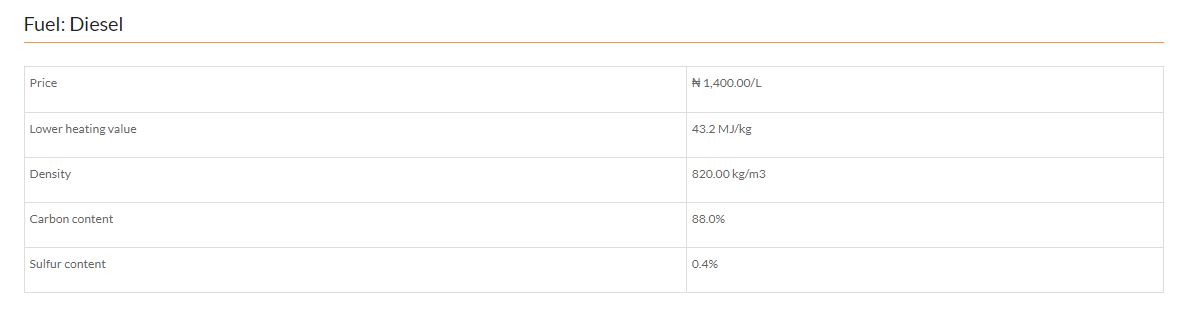 Fuel: Diesel
Price ₦ 1,400.00/L
Lower heating value 43.2 MJ/kg
Density 820.00 kg/m3
Carbon content 88.0%
Sulfur content 0.4%